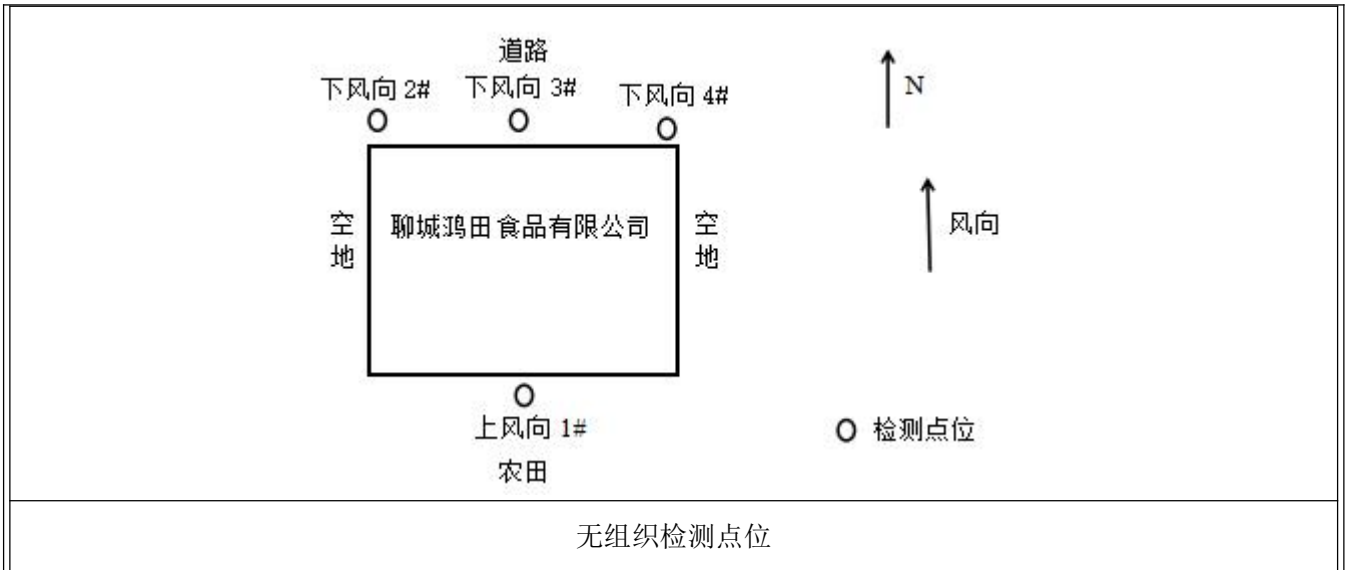 道路
下风向 2#
下风向 3#
下风向 4#
N
空地
聊城鸿田食品有限公司
空地
风向
上风向 1#
检测点位
农田
无组织检测点位